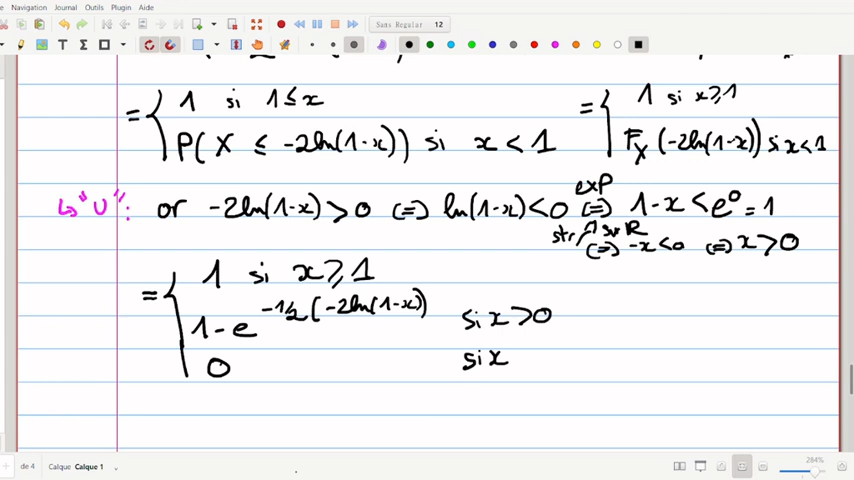 Navigation Journal Outils Plugin Aide
Sans Regular 12
= { 1 si 1 ≤ x
P(X ≤ -2ln(1-x)) si x < 1
= { 1 si x ⩾ 1
F_X(-2ln(1-x)) si x < 1
↳ "U" : or -2ln(1-x) > 0 (=) ln(1-x) < 0 exp (=) 1-x < e^0 = 1
str ↗ sur R (=) -x < 0 (=) x > 0
= { 1 si x ⩾ 1
1 - e^{-1/2(-2ln(1-x))} si x > 0
0 si x
de 4 Calque Calque 1 284%